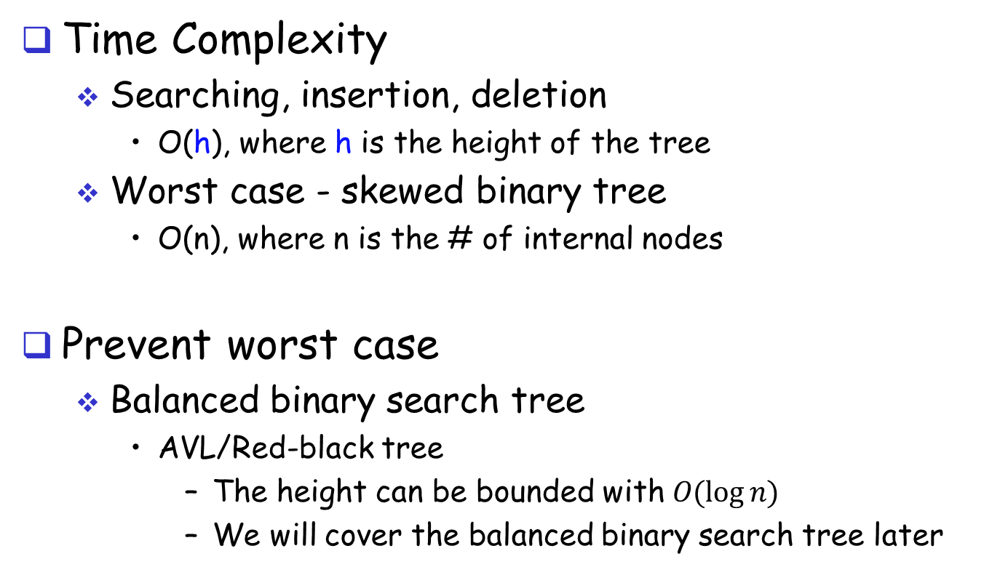 Time Complexity
Searching, insertion, deletion
• O(h), where h is the height of the tree
Worst case - skewed binary tree
• O(n), where n is the # of internal nodes
Prevent worst case
Balanced binary search tree
• AVL/Red-black tree
– The height can be bounded with O(log n)
– We will cover the balanced binary search tree later